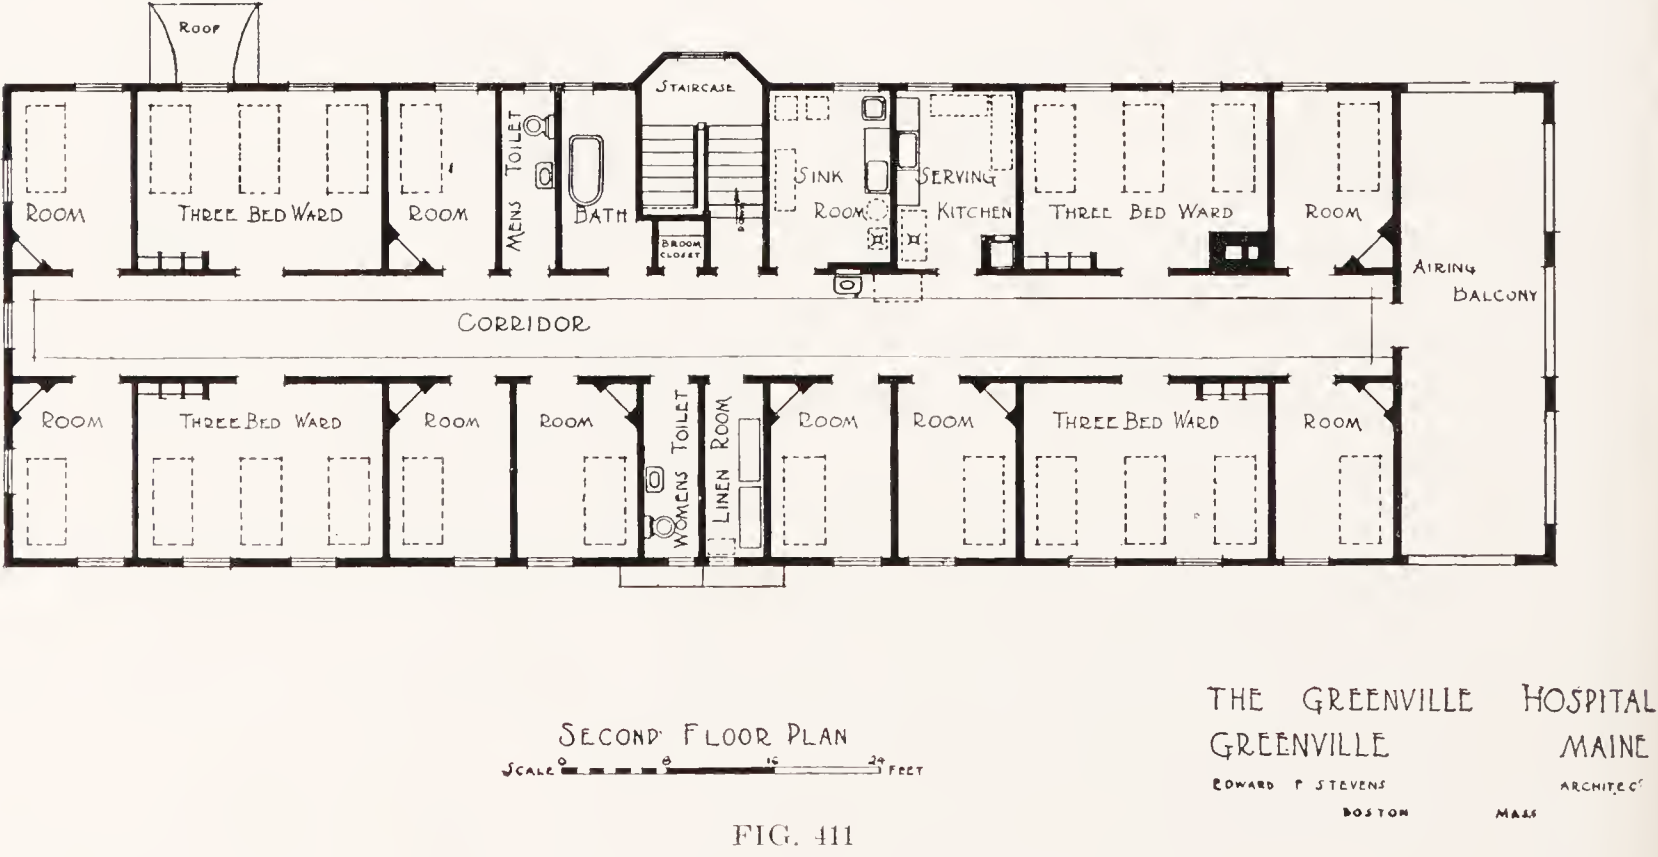 ROOF
STAIRCASE
ROOM
THREE BED WARD
ROOM
MENS TOILET
BATH
BROOM
CLOSET
SINK
ROOM
SERVING
KITCHEN
THREE BED WARD
ROOM
AIRING
BALCONY
CORRIDOR
ROOM
THREE BED WARD
ROOM
ROOM
WOMENS TOILET
LINEN ROOM
ROOM
ROOM
THREE BED WARD
ROOM
SECOND FLOOR PLAN
SCALE 0 8 16 24 FEET
THE GREENVILLE HOSPITAL
GREENVILLE MAINE
EDWARD F STEVENS ARCHITECT
BOSTON MASS
FIG. 411